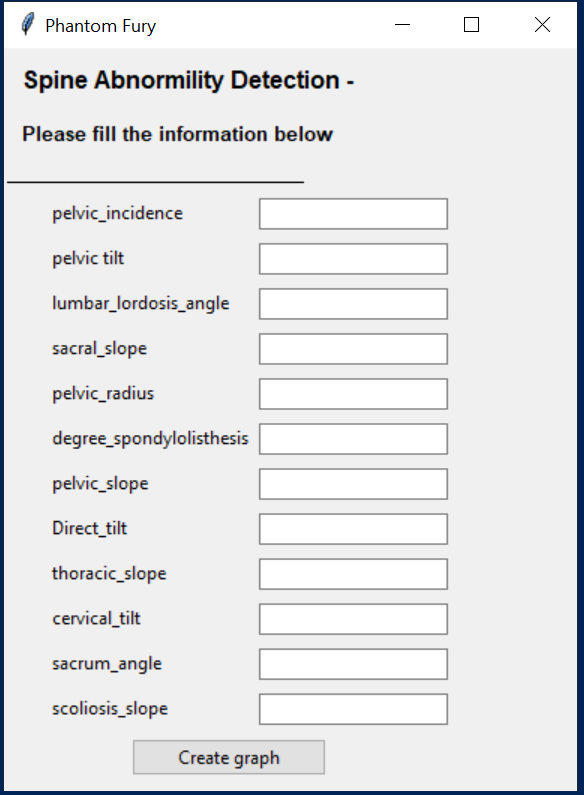 Phantom Fury
Spine Abnormility Detection -
Please fill the information below
pelvic_incidence
pelvic tilt
lumbar_lordosis_angle
sacral_slope
pelvic_radius
degree_spondylolisthesis
pelvic_slope
Direct_tilt
thoracic_slope
cervical_tilt
sacrum_angle
scoliosis_slope
Create graph